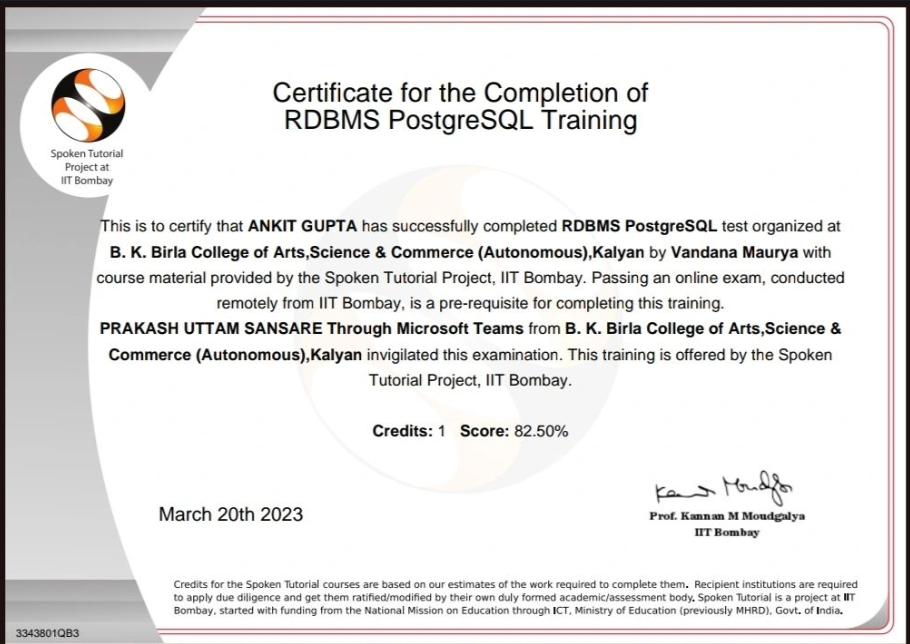 Certificate for the Completion of
RDBMS PostgreSQL Training
Spoken Tutorial
Project at
IIT Bombay
This is to certify that ANKIT GUPTA has successfully completed RDBMS PostgreSQL test organized at
B. K. Birla College of Arts,Science & Commerce (Autonomous),Kalyan by Vandana Maurya with
course material provided by the Spoken Tutorial Project, IIT Bombay. Passing an online exam, conducted
remotely from IIT Bombay, is a pre-requisite for completing this training.
PRAKASH UTTAM SANSARE Through Microsoft Teams from B. K. Birla College of Arts,Science &
Commerce (Autonomous),Kalyan invigilated this examination. This training is offered by the Spoken
Tutorial Project, IIT Bombay.
Credits: 1 Score: 82.50%
March 20th 2023
Kannan Moudgalya
Prof. Kannan M Moudgalya
IIT Bombay
Credits for the Spoken Tutorial courses are based on our estimates of the work required to complete them. Recipient institutions are required
to apply due diligence and get them ratified/modified by their own duly formed academic/assessment body. Spoken Tutorial is a project at IIT
Bombay, started with funding from the National Mission on Education through ICT, Ministry of Education (previously MHRD), Govt. of India.
3343801QB3